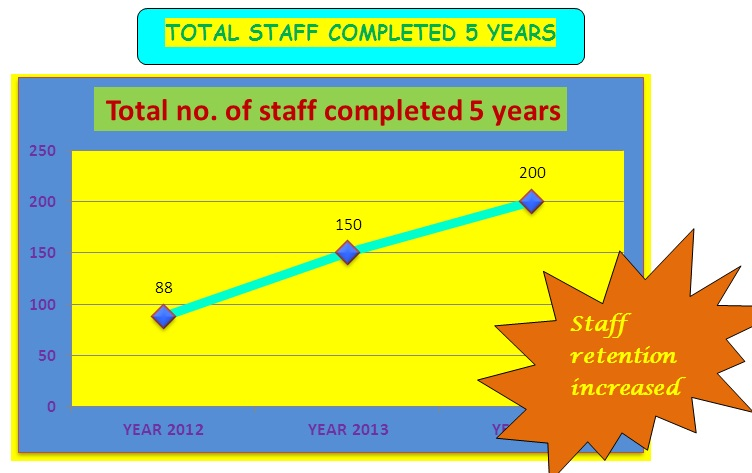 TOTAL STAFF COMPLETED 5 YEARS
Total no. of staff completed 5 years
250
200
150
100
50
0
88
150
200
YEAR 2012
YEAR 2013
Staff
retention
increased